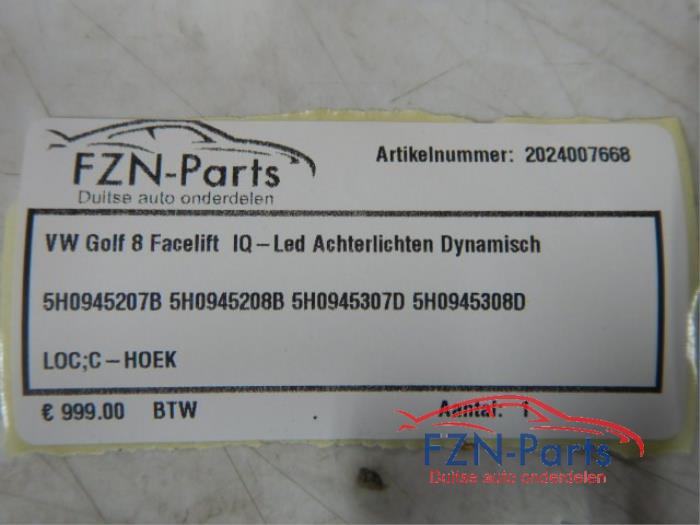 FZN-Parts
Duitse auto onderdelen
Artikelnummer: 2024007668
VW Golf 8 Facelift IQ-Led Achterlichten Dynamisch
5H0945207B 5H0945208B 5H0945307D 5H0945308D
LOC;C-HOEK
€ 999.00 BTW
Aantal: 1
FZN-Parts
Duitse auto onderdelen